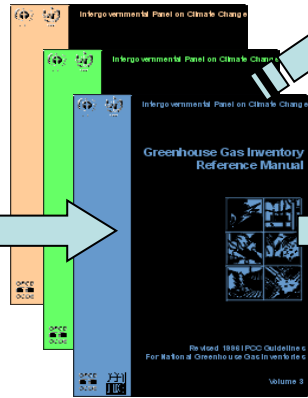 Intergovernmental Panel on Climate Change
Intergovernmental Panel on Climate Change
Intergovernmental Panel on Climate Change
Greenhouse Gas Inventory
Reference Manual
Revised 1996 IPCC Guidelines
For National Greenhouse Gas Inventories
Volume 3